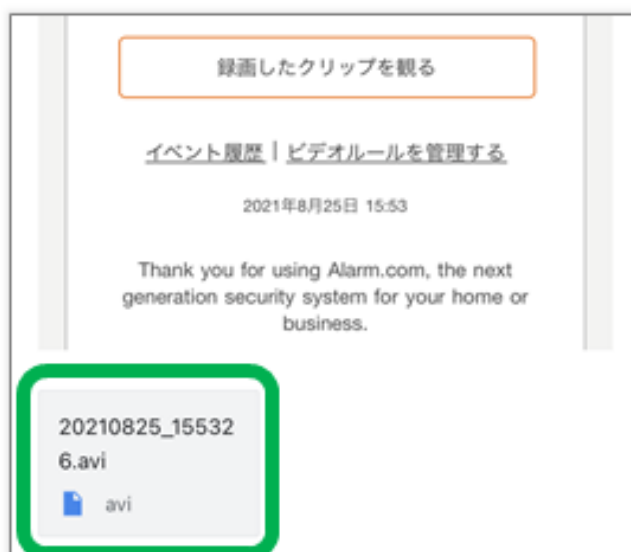 録画したクリップを観る
イベント履歴 | ビデオルールを管理する
2021年8月25日 15:53
Thank you for using Alarm.com, the next
generation security system for your home or
business.
20210825_15532
6.avi
avi